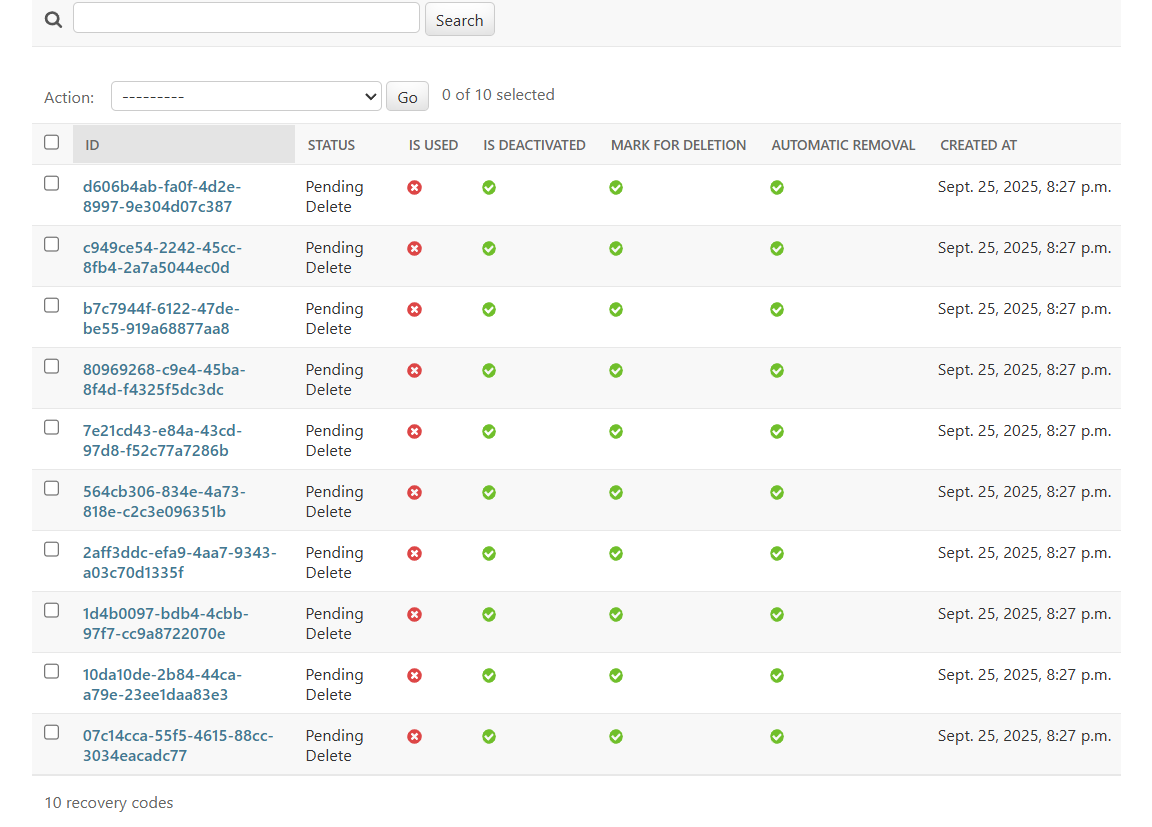 Search
Action: --------- Go 0 of 10 selected
ID STATUS IS USED IS DEACTIVATED MARK FOR DELETION AUTOMATIC REMOVAL CREATED AT
d606b4ab-fa0f-4d2e- Pending Sept. 25, 2025, 8:27 p.m.
8997-9e304d07c387 Delete
c949ce54-2242-45cc- Pending Sept. 25, 2025, 8:27 p.m.
8fb4-2a7a5044ec0d Delete
b7c7944f-6122-47de- Pending Sept. 25, 2025, 8:27 p.m.
be55-919a68877aa8 Delete
80969268-c9e4-45ba- Pending Sept. 25, 2025, 8:27 p.m.
8f4d-f4325f5dc3dc Delete
7e21cd43-e84a-43cd- Pending Sept. 25, 2025, 8:27 p.m.
97d8-f52c77a7286b Delete
564cb306-834e-4a73- Pending Sept. 25, 2025, 8:27 p.m.
818e-c2c3e096351b Delete
2aff3ddc-efa9-4aa7-9343- Pending Sept. 25, 2025, 8:27 p.m.
a03c70d1335f Delete
1d4b0097-bdb4-4cbb- Pending Sept. 25, 2025, 8:27 p.m.
97f7-cc9a8722070e Delete
10da10de-2b84-44ca- Pending Sept. 25, 2025, 8:27 p.m.
a79e-23ee1daa83e3 Delete
07c14cca-55f5-4615-88cc- Pending Sept. 25, 2025, 8:27 p.m.
3034eacadc77 Delete
10 recovery codes